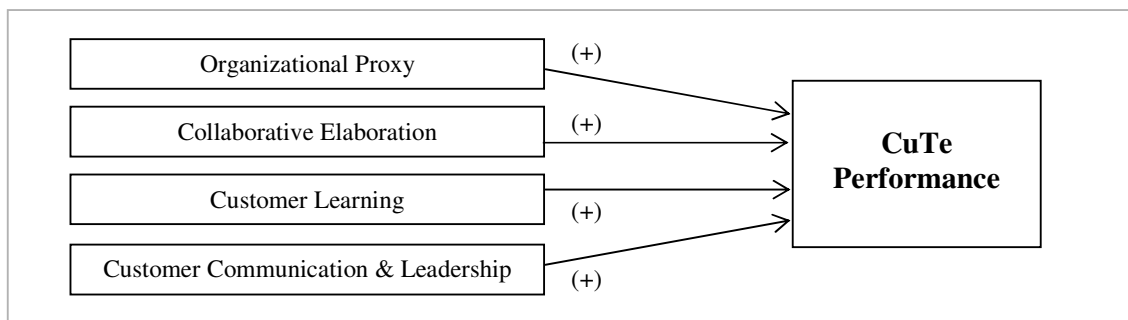 Organizational Proxy
(+)
Collaborative Elaboration
(+)
Customer Learning
(+)
Customer Communication & Leadership
(+)
CuTe
Performance